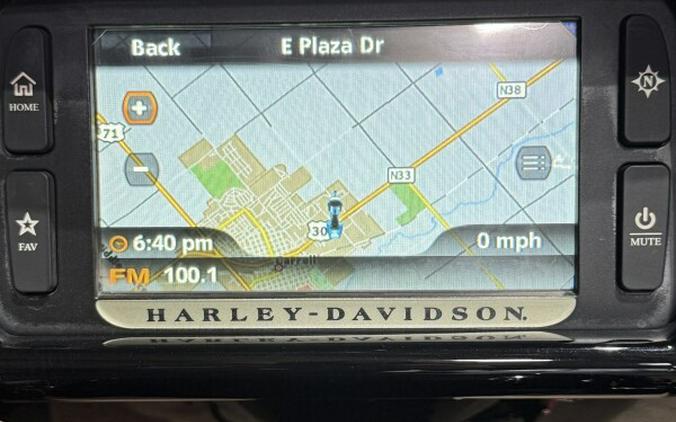 Back
E Plaza Dr
HOME
N
N38
71
N33
FAV
30
6:40 pm
0 mph
MUTE
FM 100.1
HARLEY-DAVIDSON.